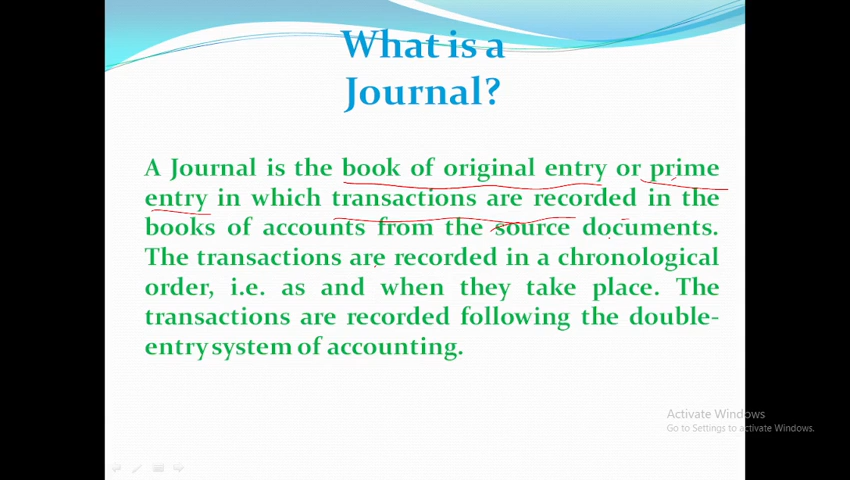 What is a
Journal?
A Journal is the book of original entry or prime
entry in which transactions are recorded in the
books of accounts from the source documents.
The transactions are recorded in a chronological
order, i.e. as and when they take place. The
transactions are recorded following the double-
entry system of accounting.
Activate Windows
Go to Settings to activate Windows.